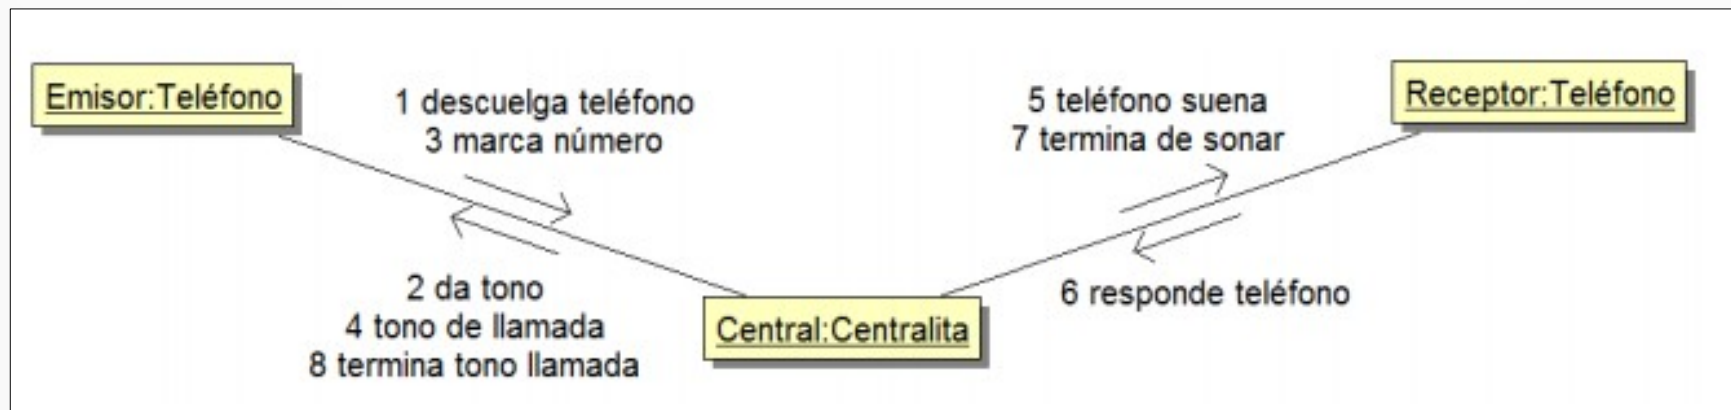 Emisor:Teléfono
1 descuelga teléfono
3 marca número
5 teléfono suena
7 termina de sonar
Receptor:Teléfono
2 da tono
4 tono de llamada
8 termina tono llamada
Central:Centralita
6 responde teléfono